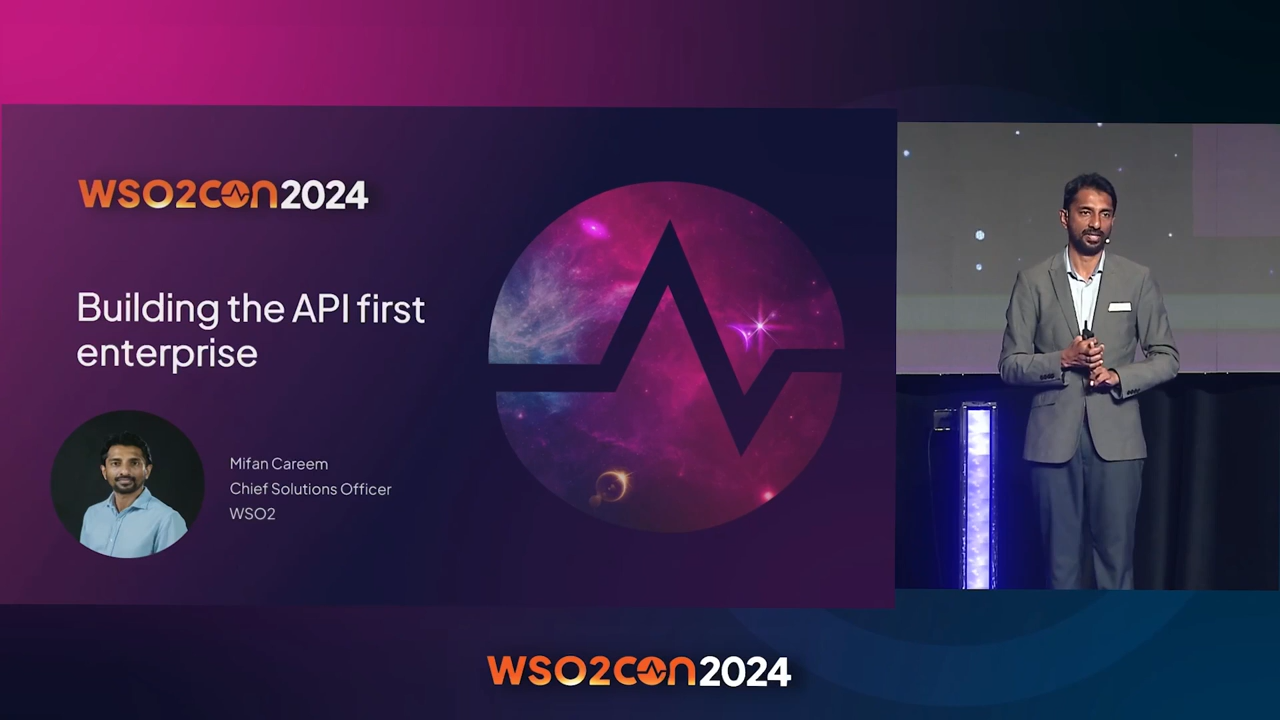 WSO2CON2024
Building the API first
enterprise
Mifan Careem
Chief Solutions Officer
WSO2
WSO2CON2024